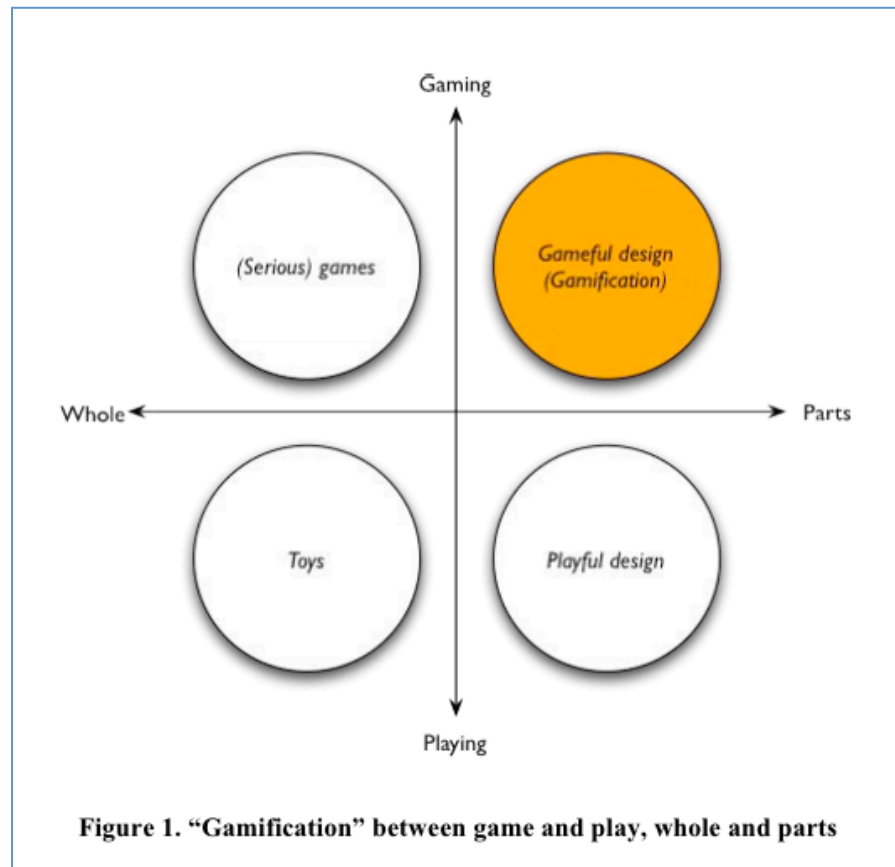 Gaming
(Serious) games
Gameful design
(Gamification)
Whole
Parts
Toys
Playful design
Playing
Figure 1. “Gamification” between game and play, whole and parts